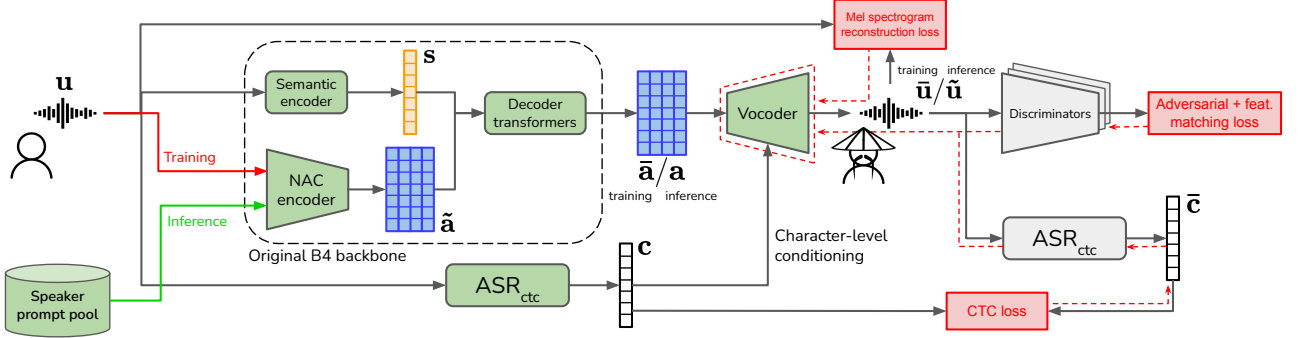 Mel spectrogram
reconstruction loss
u
s
Semantic
encoder
Decoder
transformers
Vocoder
training / inference
ū/ũ
Discriminators
Adversarial + feat.
matching loss
Training
NAC
encoder
ã
ā/a
training inference
Inference
Original B4 backbone
Character-level
conditioning
c̄
ASRctc
c
ASRctc
Speaker
prompt pool
CTC loss